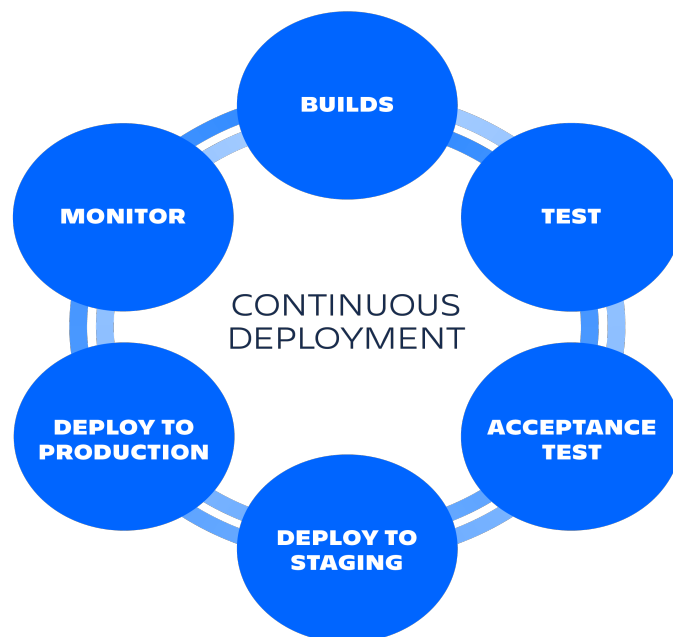 BUILDS
TEST
ACCEPTANCE
TEST
DEPLOY TO
STAGING
DEPLOY TO
PRODUCTION
MONITOR
CONTINUOUS
DEPLOYMENT